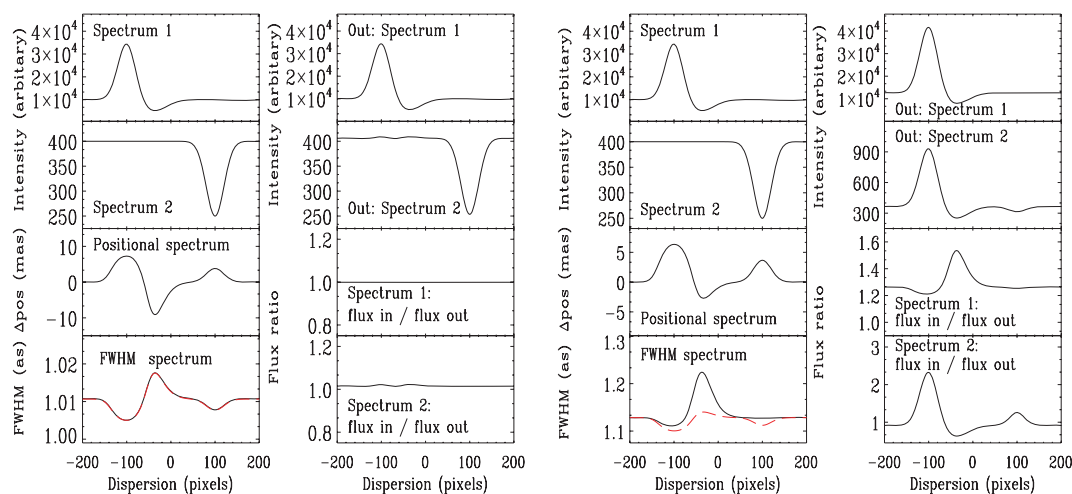 Intensity (arbitary)
4×10⁴
3×10⁴
2×10⁴
1×10⁴
Spectrum 1
400
350
300
250
Spectrum 2
Δpos (mas)
10
0
-10
Positional spectrum
FWHM (as)
1.02
1.01
1.00
FWHM spectrum
-200 -100 0 100 200
Dispersion (pixels)
Intensity (arbitary)
4×10⁴
3×10⁴
2×10⁴
1×10⁴
Out: Spectrum 1
400
350
300
250
Out: Spectrum 2
Flux ratio
1.2
1.0
0.8
Spectrum 1:
flux in / flux out
1.2
1.0
0.8
Spectrum 2:
flux in / flux out
-200 -100 0 100 200
Dispersion (pixels)
Intensity (arbitary)
4×10⁴
3×10⁴
2×10⁴
1×10⁴
Spectrum 1
400
350
300
250
Spectrum 2
Δpos (mas)
5
0
-5
Positional spectrum
FWHM (as)
1.3
1.2
1.1
FWHM spectrum
-200 -100 0 100 200
Dispersion (pixels)
Intensity (arbitary)
4×10⁴
3×10⁴
2×10⁴
1×10⁴
Out: Spectrum 1
900
600
300
Out: Spectrum 2
Flux ratio
1.6
1.4
1.2
1.0
Spectrum 1:
flux in / flux out
3
2
1
Spectrum 2:
flux in / flux out
-200 -100 0 100 200
Dispersion (pixels)